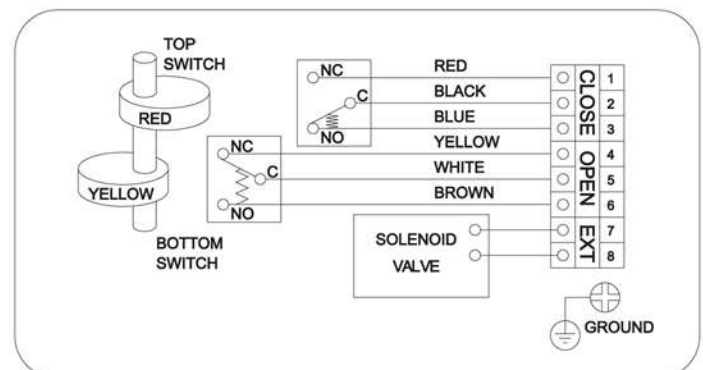 TOP
SWITCH
RED
YELLOW
BOTTOM
SWITCH
NC
C
NO
NC
C
NO
RED
BLACK
BLUE
YELLOW
WHITE
BROWN
SOLENOID
VALVE
CLOSE
OPEN
EXT
1
2
3
4
5
6
7
8
GROUND